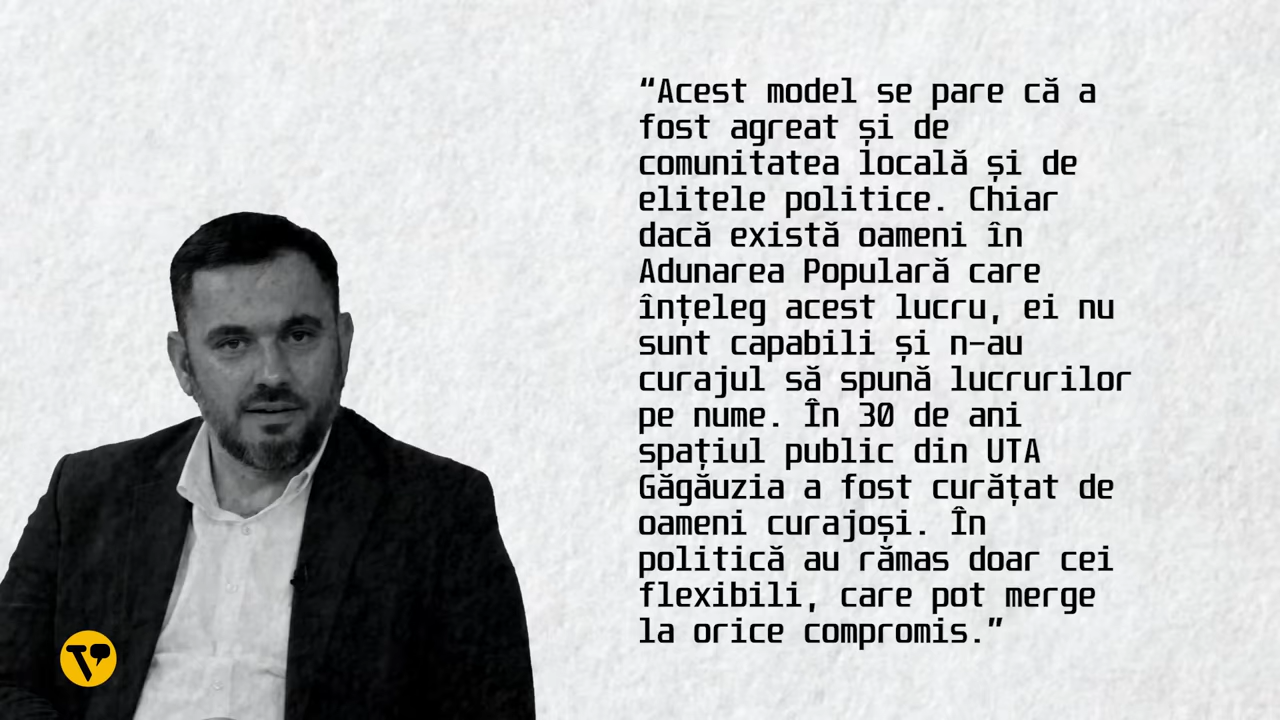 “Acest model se pare că a
fost agreat și de
comunitatea locală și de
elitele politice. Chiar
dacă există oameni în
Adunarea Populară care
înțeleg acest lucru, ei nu
sunt capabili și n-au
curajul să spună lucrurilor
pe nume. În 30 de ani
spațiul public din UTA
Găgăuzia a fost curățat de
oameni curajoși. În
politică au rămas doar cei
flexibili, care pot merge
la orice compromis.”